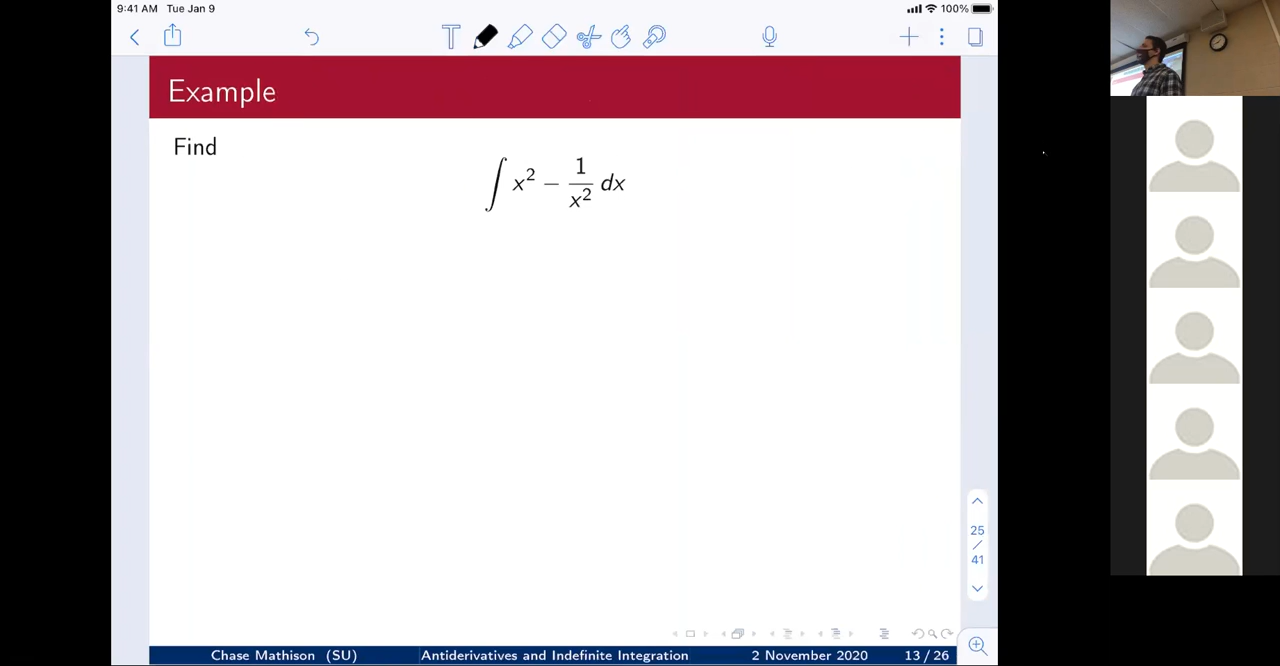 9:41 AM Tue Jan 9
100%
Example
Find
∫ x² − 1/x² dx
25
/
41
Chase Mathison (SU) Antiderivatives and Indefinite Integration 2 November 2020 13 / 26